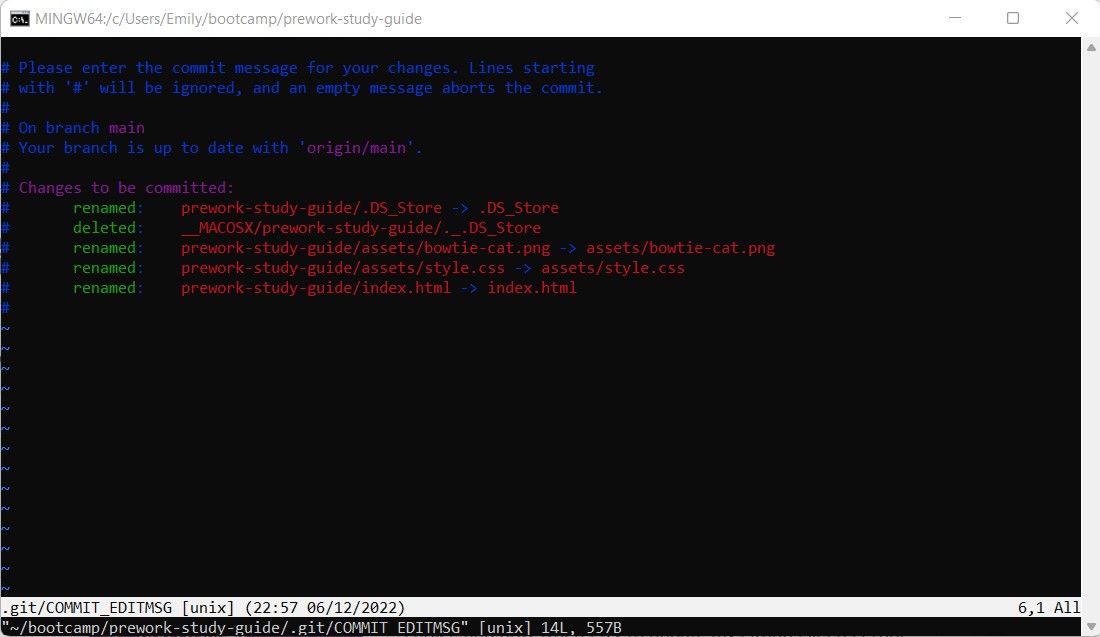 MINGW64:/c/Users/Emily/bootcamp/prework-study-guide
# Please enter the commit message for your changes. Lines starting
# with '#' will be ignored, and an empty message aborts the commit.
#
# On branch main
# Your branch is up to date with 'origin/main'.
#
# Changes to be committed:
#       renamed:    prework-study-guide/.DS_Store -> .DS_Store
#       deleted:    __MACOSX/prework-study-guide/._.DS_Store
#       renamed:    prework-study-guide/assets/bowtie-cat.png -> assets/bowtie-cat.png
#       renamed:    prework-study-guide/assets/style.css -> assets/style.css
#       renamed:    prework-study-guide/index.html -> index.html
#
~
~
~
~
~
~
~
~
~
~
~
~
~
~
.git/COMMIT_EDITMSG [unix] (22:57 06/12/2022) 6,1 All
"~/bootcamp/prework-study-guide/.git/COMMIT_EDITMSG" [unix] 14L, 557B